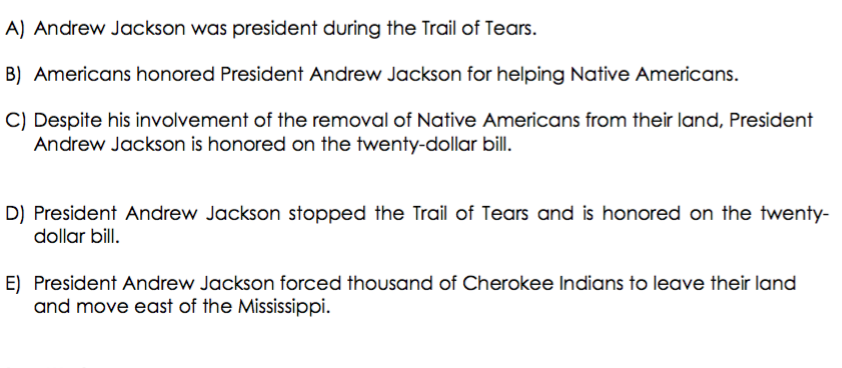 A) Andrew Jackson was president during the Trail of Tears.
B) Americans honored President Andrew Jackson for helping Native Americans.
C) Despite his involvement of the removal of Native Americans from their land, President
Andrew Jackson is honored on the twenty-dollar bill.
D) President Andrew Jackson stopped the Trail of Tears and is honored on the twenty-
dollar bill.
E) President Andrew Jackson forced thousand of Cherokee Indians to leave their land
and move east of the Mississippi.